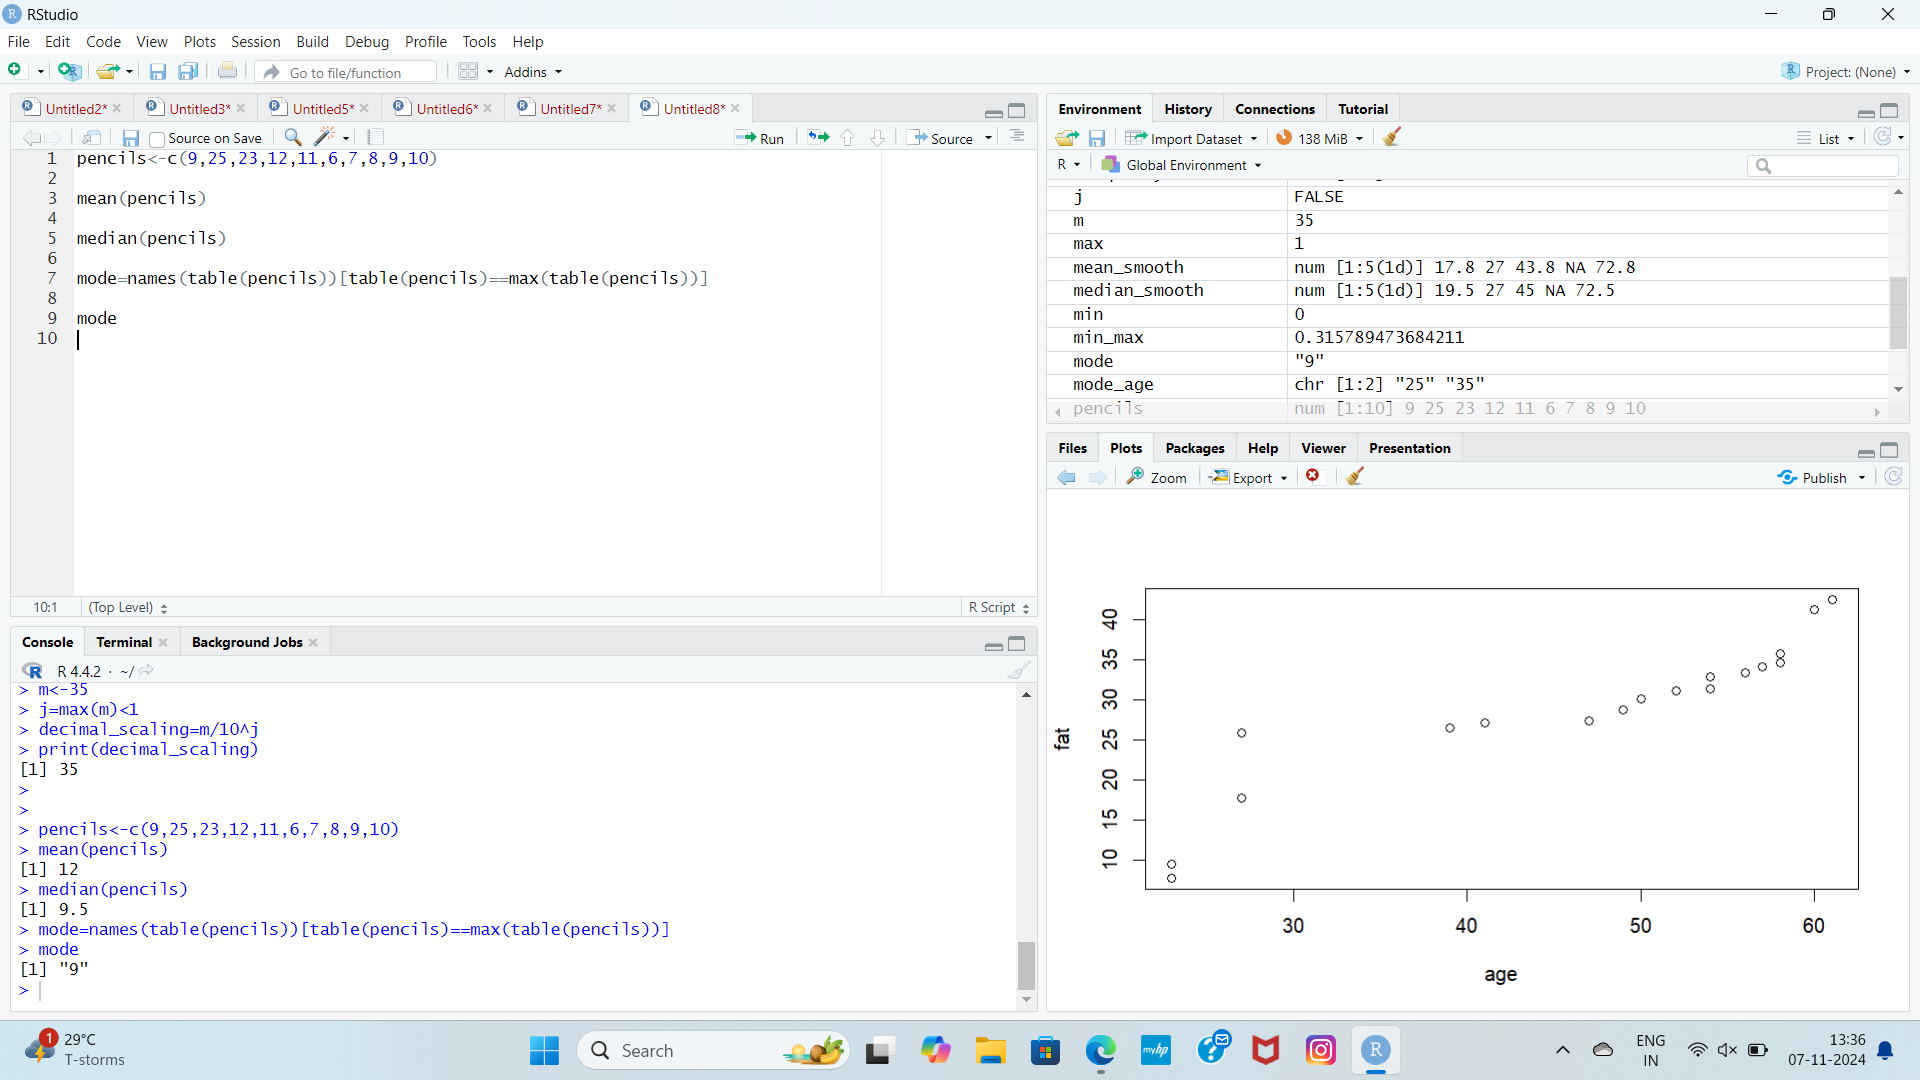 RStudio
File Edit Code View Plots Session Build Debug Profile Tools Help
Go to file/function Addins Project: (None)
Untitled2* Untitled3* Untitled5* Untitled6* Untitled7* Untitled8*
Source on Save Run Source
1 pencils<-c(9,25,23,12,11,6,7,8,9,10)
2
3 mean(pencils)
4
5 median(pencils)
6
7 mode=names(table(pencils))[table(pencils)==max(table(pencils))]
8
9 mode
10
10:1 (Top Level) R Script
Console Terminal Background Jobs
R 4.4.2 · ~/
> m<-35
> j=max(m)<1
> decimal_scaling=m/10^j
> print(decimal_scaling)
[1] 35
>
>
> pencils<-c(9,25,23,12,11,6,7,8,9,10)
> mean(pencils)
[1] 12
> median(pencils)
[1] 9.5
> mode=names(table(pencils))[table(pencils)==max(table(pencils))]
> mode
[1] "9"
>
Environment History Connections Tutorial
Import Dataset 138 MiB List
R Global Environment
j FALSE
m 35
max 1
mean_smooth num [1:5(1d)] 17.8 27 43.8 NA 72.8
median_smooth num [1:5(1d)] 19.5 27 45 NA 72.5
min 0
min_max 0.315789473684211
mode "9"
mode_age chr [1:2] "25" "35"
pencils num [1:10] 9 25 23 12 11 6 7 8 9 10
Files Plots Packages Help Viewer Presentation
Zoom Export Publish
40
35
30
25
20
15
10
fat
30 40 50 60
age
1
29°C
T-storms
Search
myhp
R
ENG
IN
13:36
07-11-2024